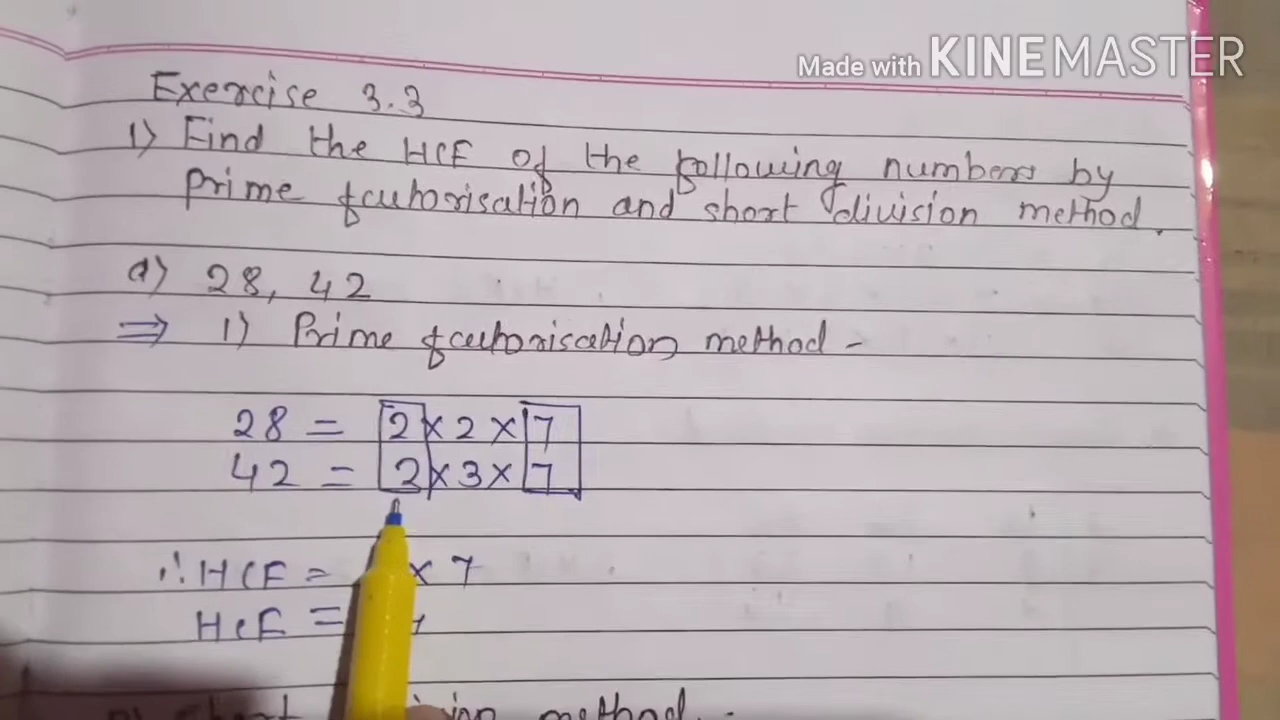 Made with KINEMASTER
Exercise 3.3
1) Find the HCF of the following numbers by
prime factorisation and short division method.
a) 28, 42
⇒ 1) Prime factorisation method -
28 = 2 × 2 × 7
42 = 2 × 3 × 7
∴ HCF = × 7
HCF =
method -